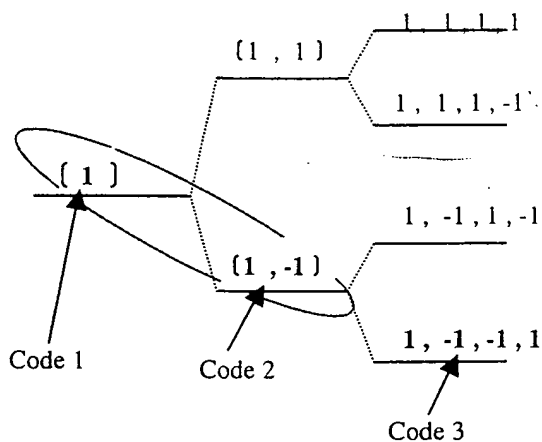 1, 1, 1, 1
(1 , 1)
1, 1, 1, -1
(1)
1, -1, 1, -1
(1 , -1)
1, -1, -1, 1
Code 1
Code 2
Code 3